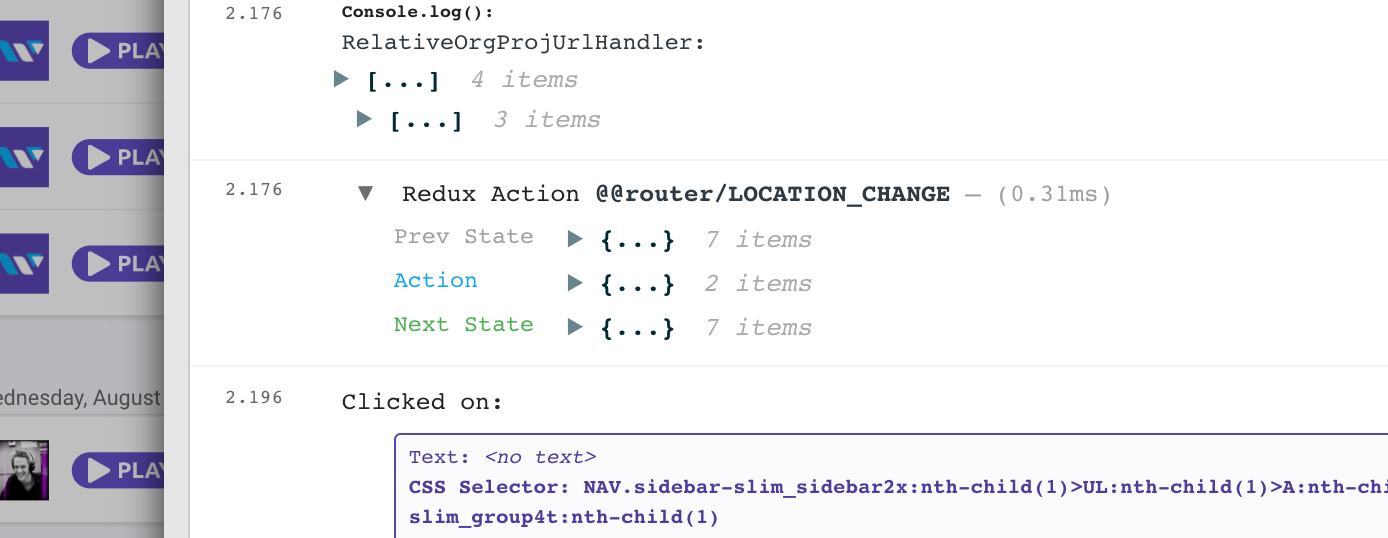 2.176 Console.log():
RelativeOrgProjUrlHandler:
[...] 4 items
[...] 3 items
2.176 Redux Action @@router/LOCATION_CHANGE — (0.31ms)
Prev State {...} 7 items
Action {...} 2 items
Next State {...} 7 items
2.196 Clicked on:
Text: <no text>
CSS Selector: NAV.sidebar-slim_sidebar2x:nth-child(1)>UL:nth-child(1)>A:nth-chi
slim_group4t:nth-child(1)
PLAY
PLAY
PLAY
ednesday, August
PLAY